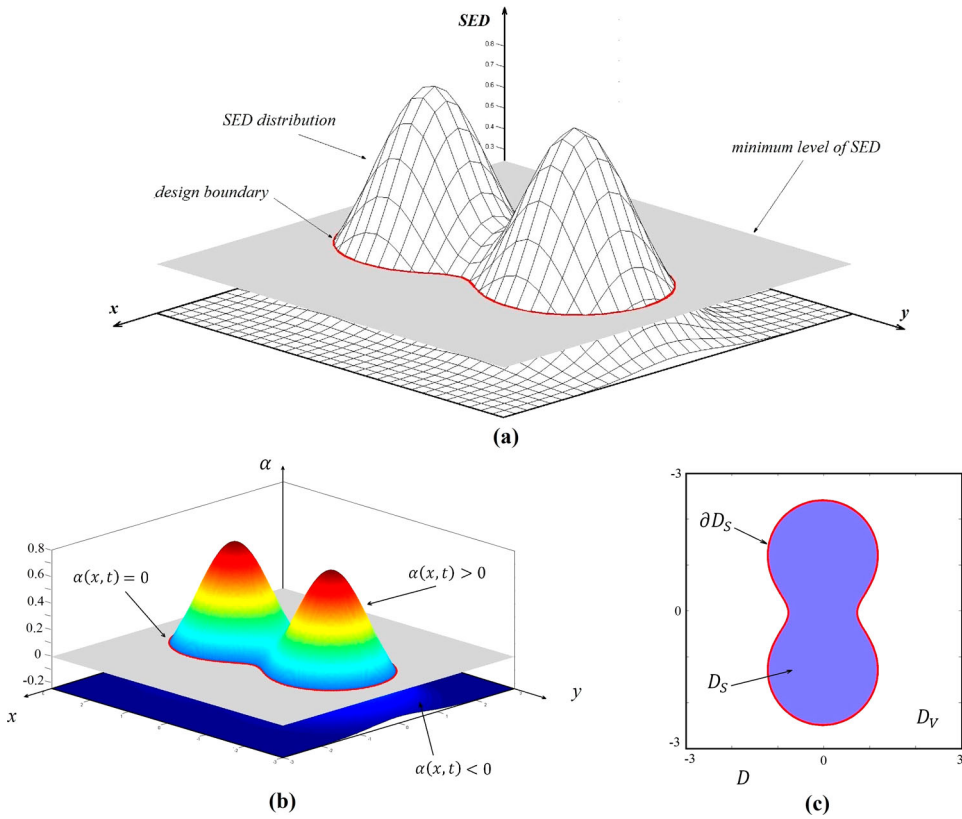 SED
0.8
0.7
0.6
0.5
0.4
0.3
SED distribution
minimum level of SED
design boundary
x
y
(a)
α
0.8
0.6
0.4
0.2
0
-0.2
α(x,t) = 0
α(x,t) > 0
x
y
α(x,t) < 0
(b)
-3
∂D_S
0
D_S
D_V
-3
-3
0
3
D
(c)